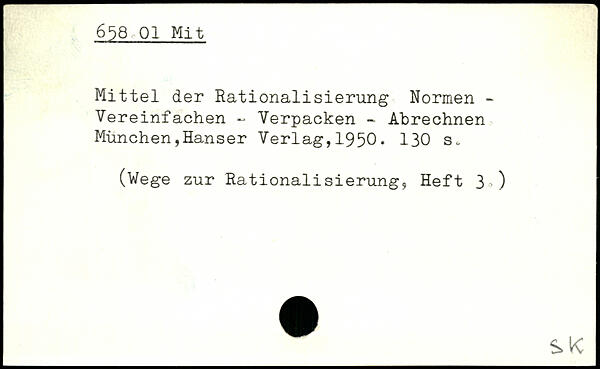 658.01 Mit
Mittel der Rationalisierung. Normen -
Vereinfachen - Verpacken - Abrechnen.
München,Hanser Verlag,1950. 130 s.
(Wege zur Rationalisierung, Heft 3.)
SK